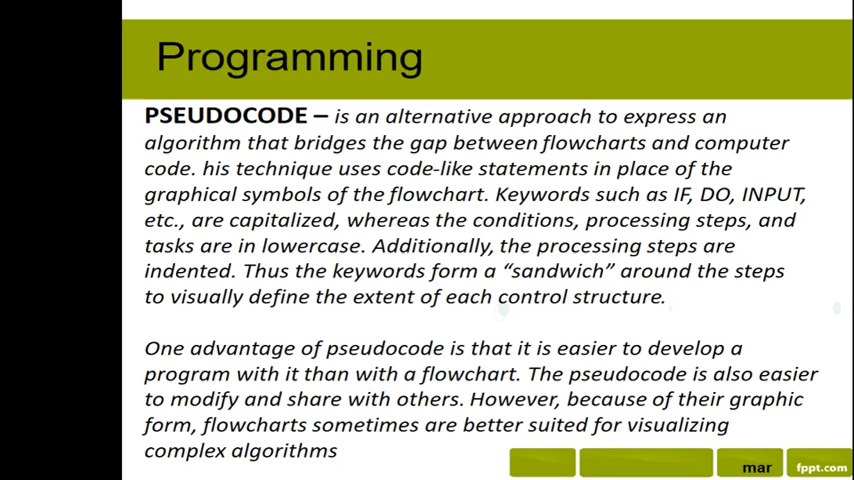 Programming
PSEUDOCODE – is an alternative approach to express an
algorithm that bridges the gap between flowcharts and computer
code. his technique uses code-like statements in place of the
graphical symbols of the flowchart. Keywords such as IF, DO, INPUT,
etc., are capitalized, whereas the conditions, processing steps, and
tasks are in lowercase. Additionally, the processing steps are
indented. Thus the keywords form a “sandwich” around the steps
to visually define the extent of each control structure.
One advantage of pseudocode is that it is easier to develop a
program with it than with a flowchart. The pseudocode is also easier
to modify and share with others. However, because of their graphic
form, flowcharts sometimes are better suited for visualizing
complex algorithms
mar
fppt.com